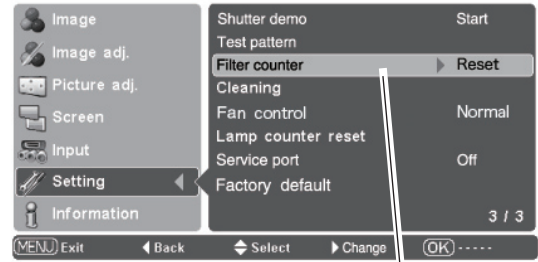 Image
Image adj.
Picture adj.
Screen
Input
Setting
Information
Shutter demo Start
Test pattern
Filter counter Reset
Cleaning
Fan control Normal
Lamp counter reset
Service port Off
Factory default
3 / 3
MENU Exit Back Select Change OK -----